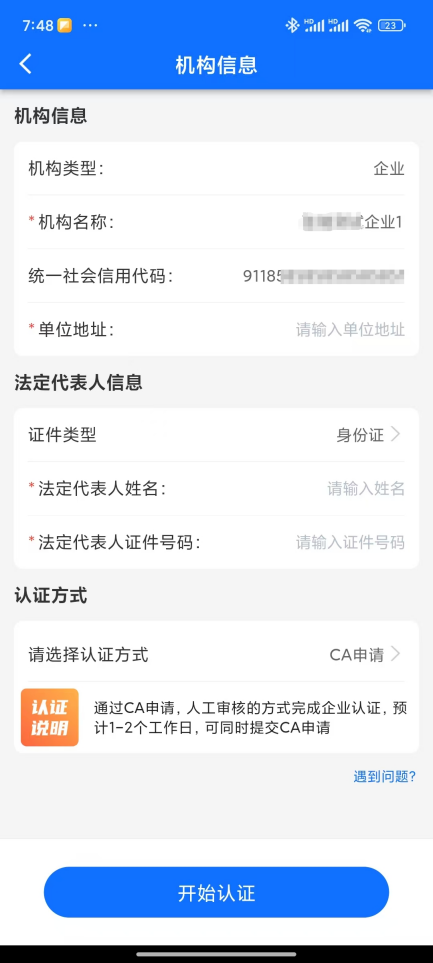 7:48
23
机构信息
机构信息
机构类型： 企业
*机构名称： 企业1
统一社会信用代码： 91185
*单位地址： 请输入单位地址
法定代表人信息
证件类型 身份证
*法定代表人姓名： 请输入姓名
*法定代表人证件号码： 请输入证件号码
认证方式
请选择认证方式 CA申请
认证
说明
通过CA申请，人工审核的方式完成企业认证，预
计1-2个工作日，可同时提交CA申请
遇到问题?
开始认证